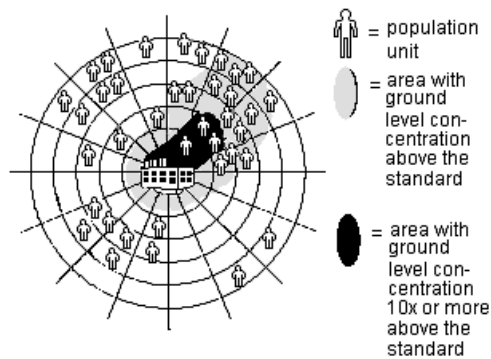 = population
unit
= area with
ground
level con-
centration
above the
standard
= area with
ground
level con-
centration
10x or more
above the
standard